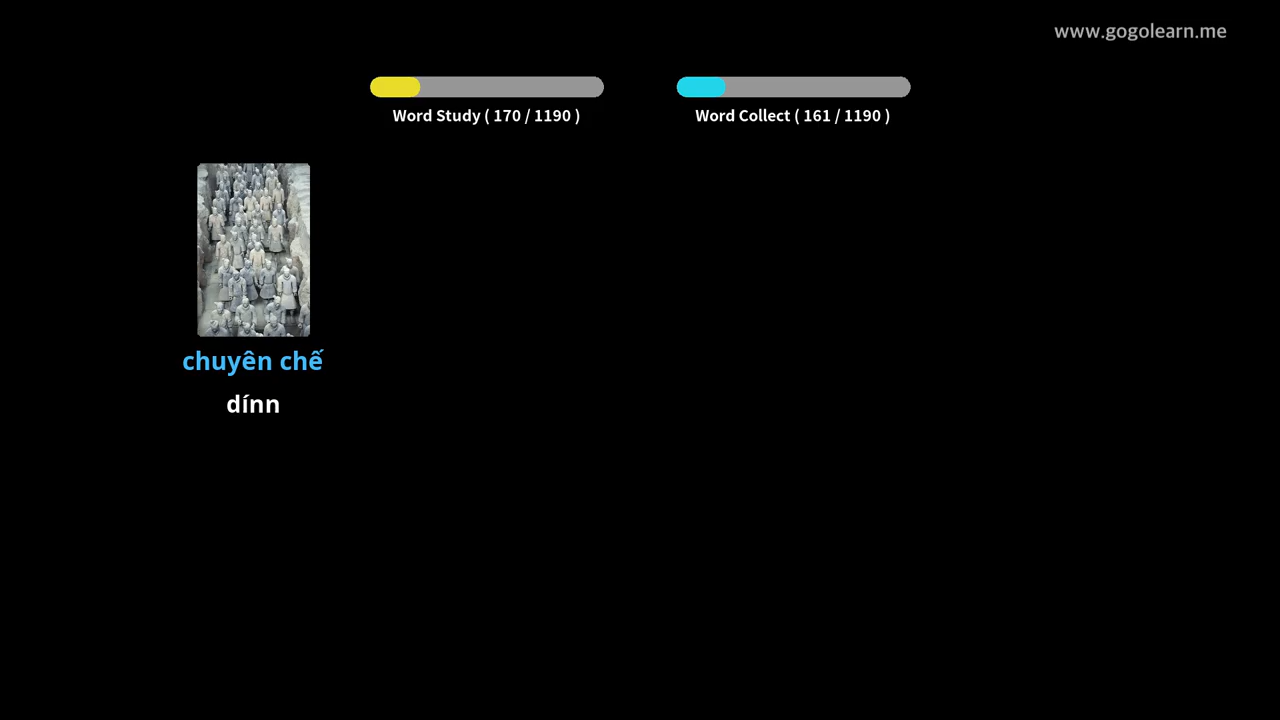 www.gogolearn.me
Word Study ( 170 / 1190 )
Word Collect ( 161 / 1190 )
chuyên chế
dínn